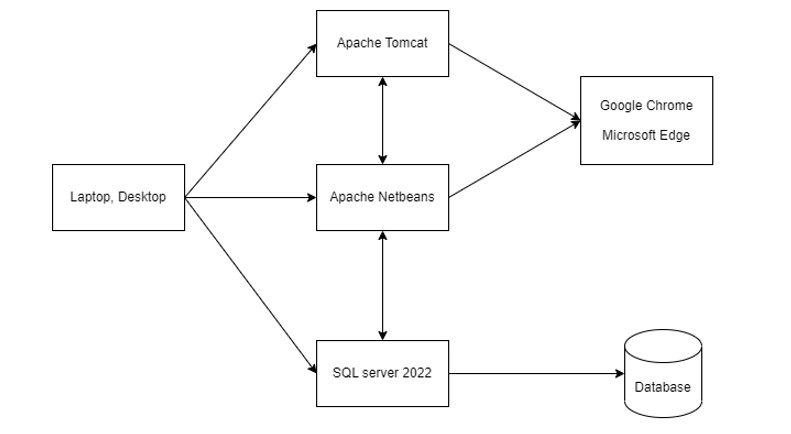 Apache Tomcat
Google Chrome
Microsoft Edge
Laptop, Desktop
Apache Netbeans
SQL server 2022
Database